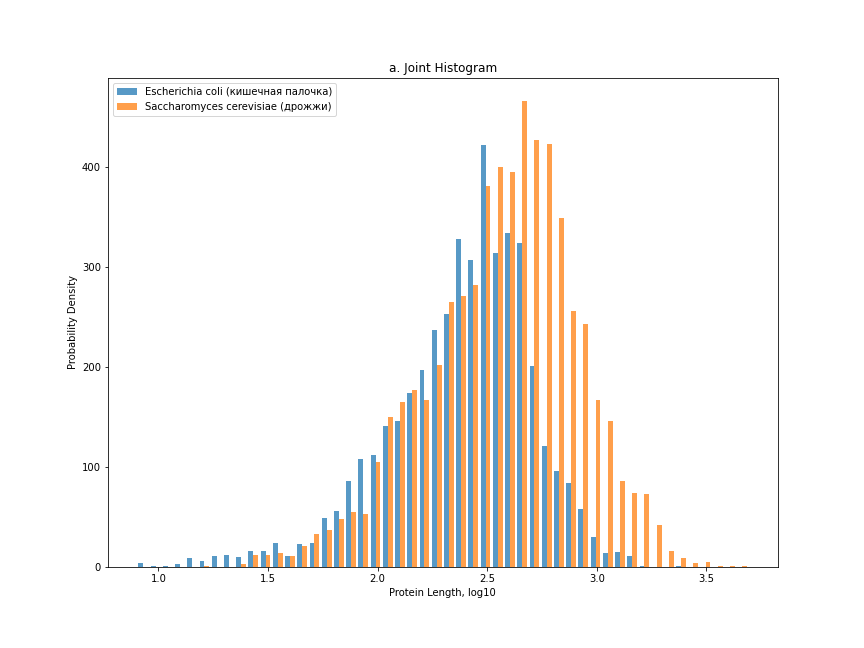 a. Joint Histogram
Escherichia coli (кишечная палочка)
Saccharomyces cerevisiae (дрожжи)
Probability Density
400
300
200
100
0
1.0 1.5 2.0 2.5 3.0 3.5
Protein Length, log10